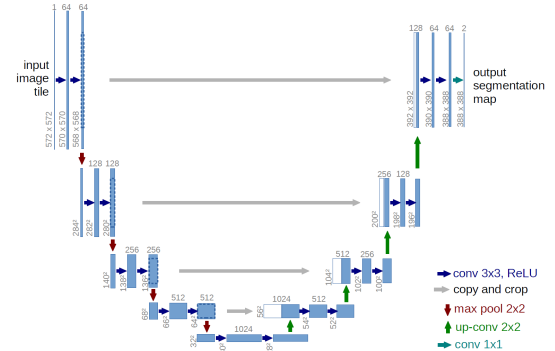 1 64 64
input
image
tile
572 x 572
570 x 570
568 x 568
128 64 64 2
output
segmentation
map
392 x 392
390 x 390
388 x 388
388 x 388
128 128
284²
282²
280²
256 128
200²
198²
196²
256 256
140²
138²
136²
512 256
104²
102²
100²
512 512
68²
66²
64²
1024 512
56²
54²
52²
1024
32²
conv 3x3, ReLU
copy and crop
max pool 2x2
up-conv 2x2
conv 1x1